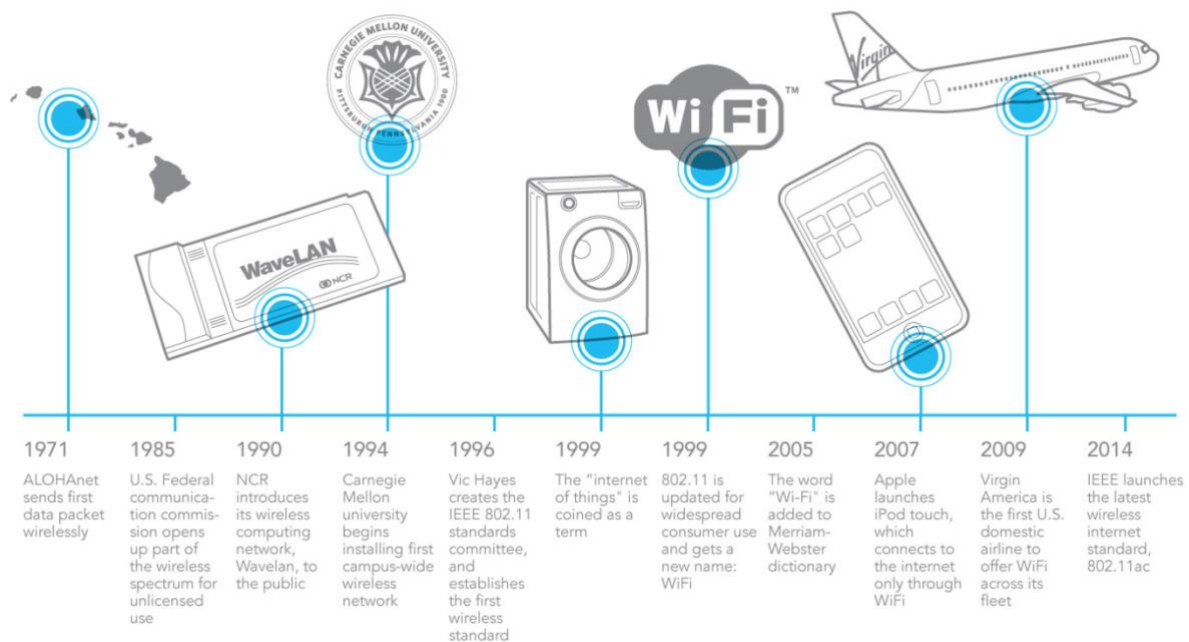 CARNEGIE MELLON UNIVERSITY
PITTSBURGH PENNSYLVANIA 1900
WiFi™
Virgin
WaveLAN
NCR
1971
ALOHAnet
sends first
data packet
wirelessly
1985
U.S. Federal
communica-
tion commis-
sion opens
up part of
the wireless
spectrum for
unlicensed
use
1990
NCR
introduces
its wireless
computing
network,
Wavelan, to
the public
1994
Carnegie
Mellon
university
begins
installing first
campus-wide
wireless
network
1996
Vic Hayes
creates the
IEEE 802.11
standards
committee,
and
establishes
the first
wireless
standard
1999
The "internet
of things" is
coined as a
term
1999
802.11 is
updated for
widespread
consumer use
and gets a
new name:
WiFi
2005
The word
"Wi-Fi" is
added to
Merriam-
Webster
dictionary
2007
Apple
launches
iPod touch,
which
connects to
the internet
only through
WiFi
2009
Virgin
America is
the first U.S.
domestic
airline to
offer WiFi
across its
fleet
2014
IEEE launches
the latest
wireless
internet
standard,
802.11ac